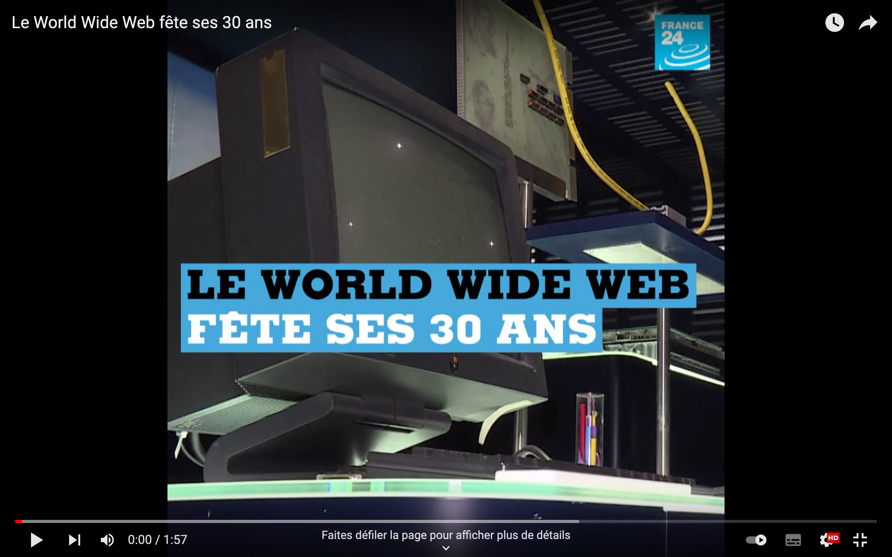 Le World Wide Web fête ses 30 ans
FRANCE
24
LE WORLD WIDE WEB
FÊTE SES 30 ANS
0:00 / 1:57
Faites défiler la page pour afficher plus de détails
HD